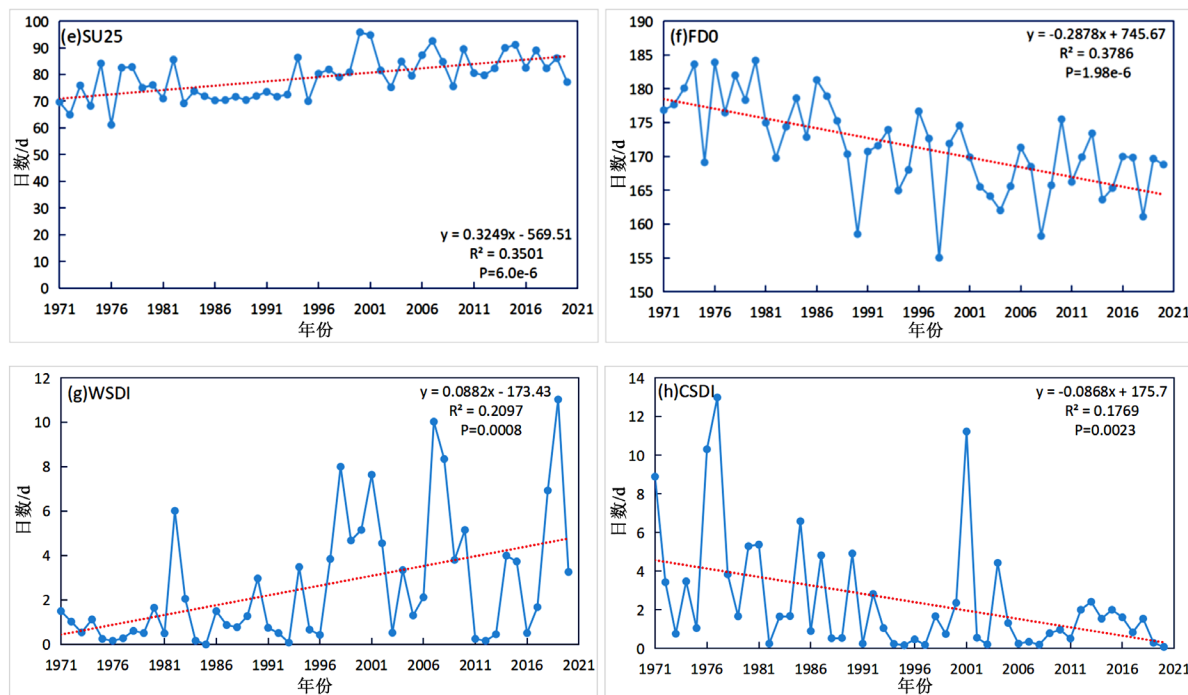 (e)SU25
100
90
80
70
60
50
40
30
20
10
0
日数/d
y = 0.3249x - 569.51
R² = 0.3501
P=6.0e-6
1971 1976 1981 1986 1991 1996 2001 2006 2011 2016 2021
年份
(f)FD0
190
185
180
175
170
165
160
155
150
日数/d
y = -0.2878x + 745.67
R² = 0.3786
P=1.98e-6
1971 1976 1981 1986 1991 1996 2001 2006 2011 2016 2021
年份
(g)WSDI
12
10
8
6
4
2
0
日数/d
y = 0.0882x - 173.43
R² = 0.2097
P=0.0008
1971 1976 1981 1986 1991 1996 2001 2006 2011 2016 2021
年份
(h)CSDI
14
12
10
8
6
4
2
0
日数/d
y = -0.0868x + 175.7
R² = 0.1769
P=0.0023
1971 1976 1981 1986 1991 1996 2001 2006 2011 2016 2021
年份